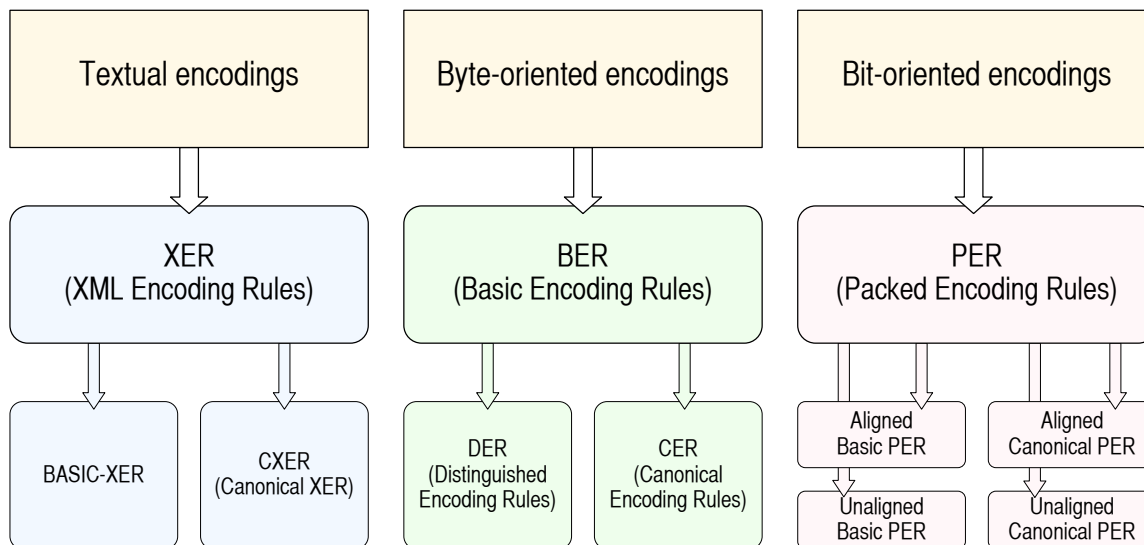 Textual encodings
Byte-oriented encodings
Bit-oriented encodings
XER
(XML Encoding Rules)
BER
(Basic Encoding Rules)
PER
(Packed Encoding Rules)
BASIC-XER
CXER
(Canonical XER)
DER
(Distinguished
Encoding Rules)
CER
(Canonical
Encoding Rules)
Aligned
Basic PER
Aligned
Canonical PER
Unaligned
Basic PER
Unaligned
Canonical PER